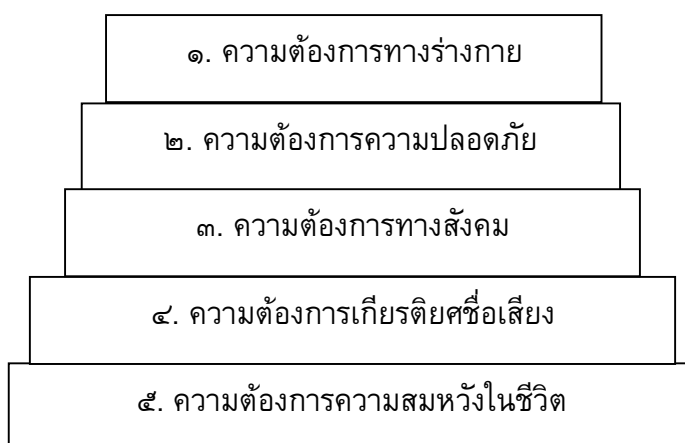 ๑. ความต้องการทางร่างกาย
๒. ความต้องการความปลอดภัย
๓. ความต้องการทางสังคม
๔. ความต้องการเกียรติยศชื่อเสียง
๕. ความต้องการความสมหวังในชีวิต